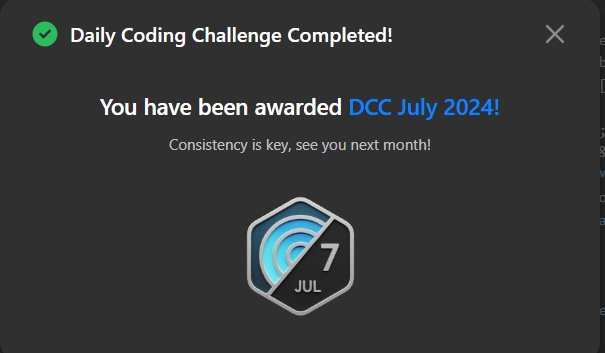 Daily Coding Challenge Completed!
You have been awarded DCC July 2024!
Consistency is key, see you next month!
7
JUL